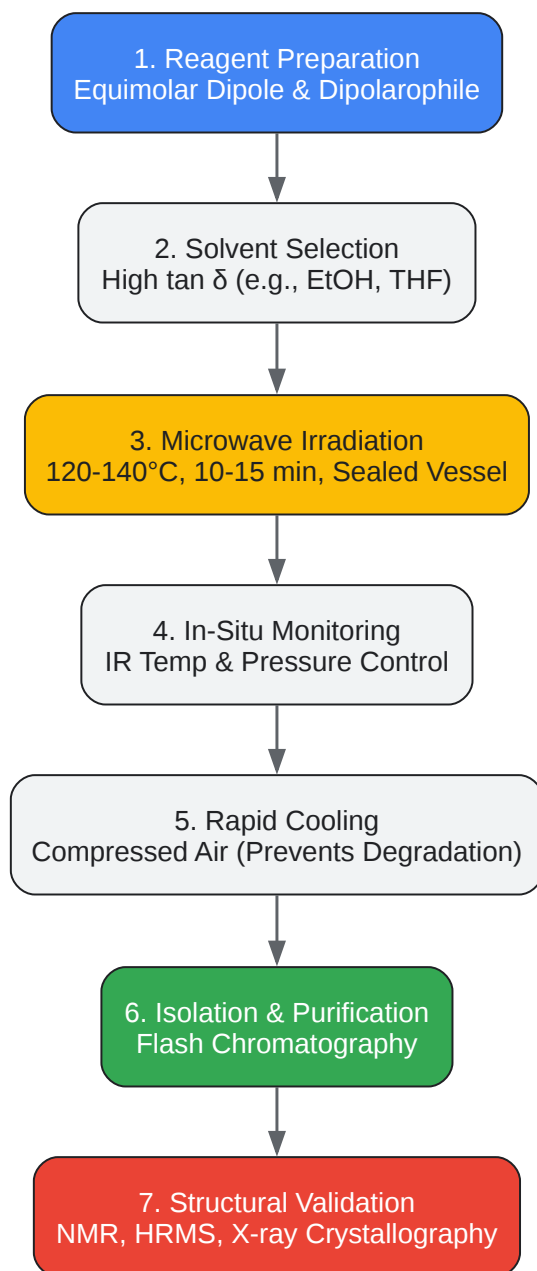 1. Reagent Preparation
Equimolar Dipole & Dipolarophile
2. Solvent Selection
High tan δ (e.g., EtOH, THF)
3. Microwave Irradiation
120-140°C, 10-15 min, Sealed Vessel
4. In-Situ Monitoring
IR Temp & Pressure Control
5. Rapid Cooling
Compressed Air (Prevents Degradation)
6. Isolation & Purification
Flash Chromatography
7. Structural Validation
NMR, HRMS, X-ray Crystallography